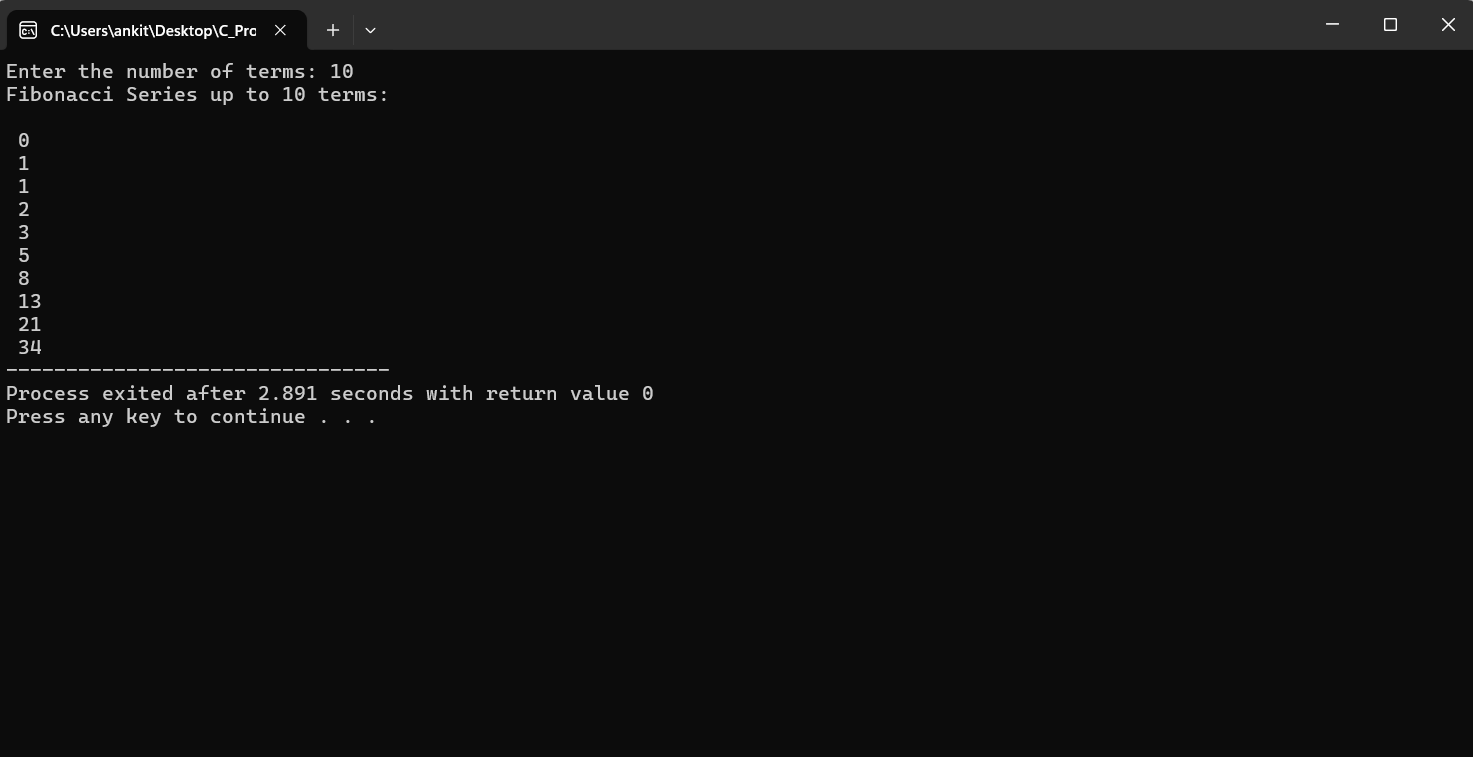 C:\Users\ankit\Desktop\C_Pro
Enter the number of terms: 10
Fibonacci Series up to 10 terms:
0
1
1
2
3
5
8
13
21
34
--------------------------------
Process exited after 2.891 seconds with return value 0
Press any key to continue . . .